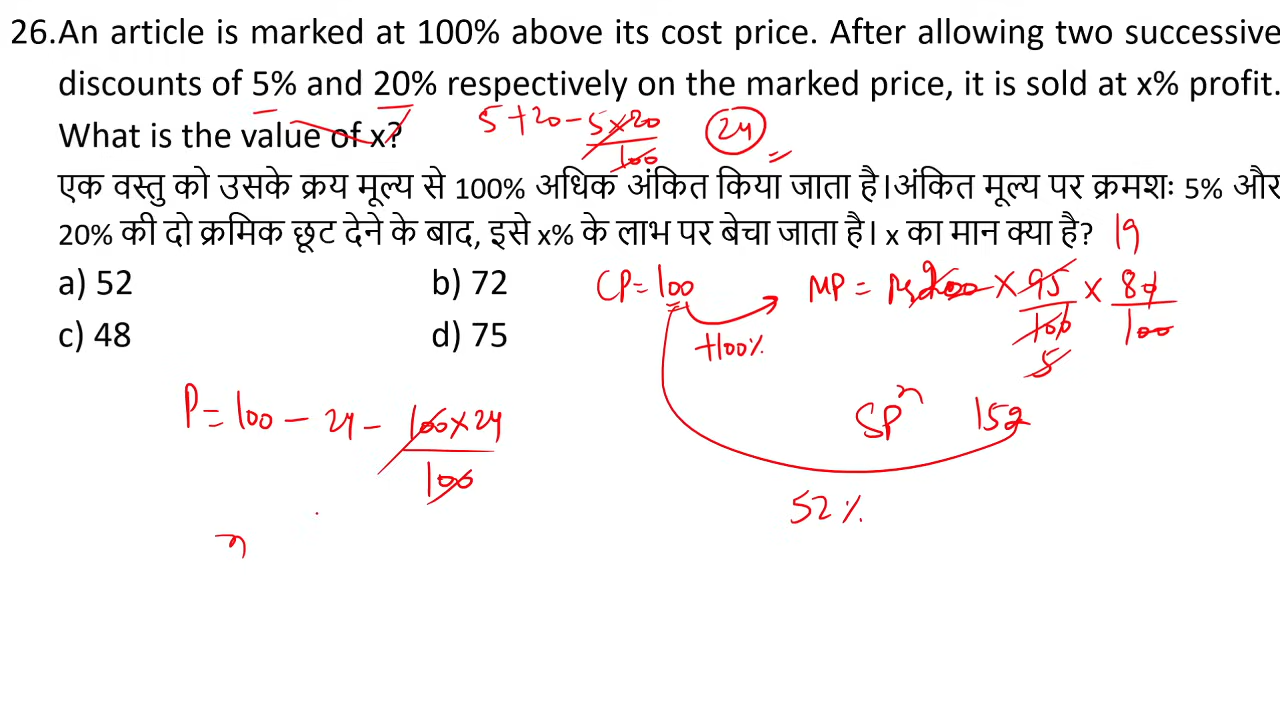 26.An article is marked at 100% above its cost price. After allowing two successive
discounts of 5% and 20% respectively on the marked price, it is sold at x% profit.
What is the value of x?
5 + 20 - 5 × 20 / 100 24
एक वस्तु को उसके क्रय मूल्य से 100% अधिक अंकित किया जाता है।अंकित मूल्य पर क्रमशः 5% और
20% की दो क्रमिक छूट देने के बाद, इसे x% के लाभ पर बेचा जाता है। x का मान क्या है? 19
a) 52 b) 72
CP = 100 MP = 200 × 95/100 × 80/100
+100%
5
c) 48 d) 75
P = 100 - 24 - 100 × 24 / 100
SP 152
52%